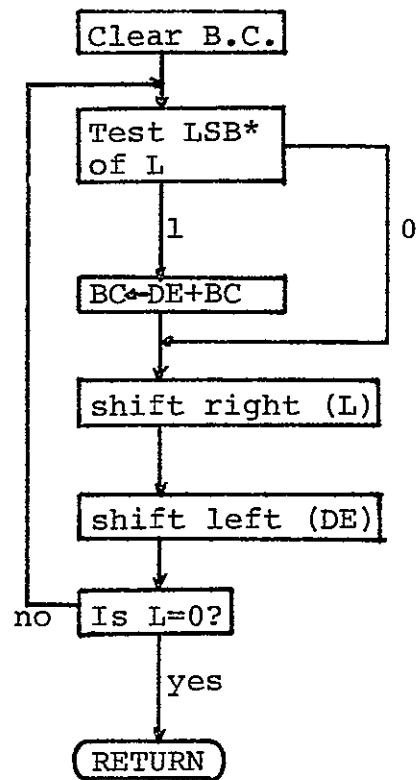 Clear B.C.
Test LSB*
of L
0
1
BC←DE+BC
shift right (L)
shift left (DE)
no
Is L=0?
yes
RETURN